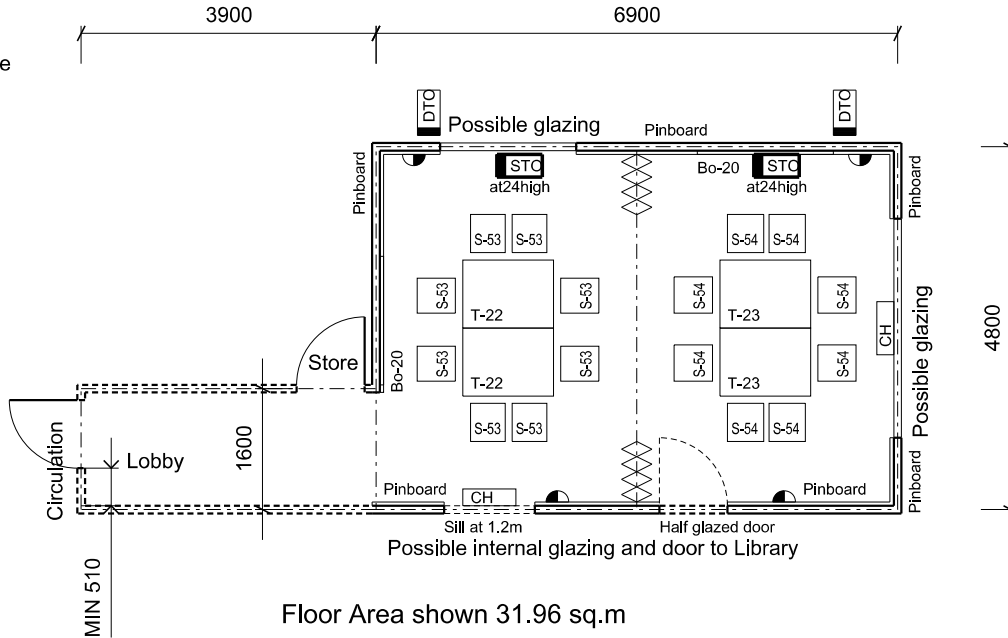 3900
6900
e
DTO
DTO
Possible glazing
Pinboard
Pinboard
STO
at24high
Bo-20
STO
at24high
Pinboard
S-53
S-53
S-54
S-54
S-53
S-53
S-54
S-54
T-22
T-23
CH
Possible glazing
4800
Store
Bo-20
S-53
S-53
S-54
S-54
T-22
T-23
S-53
S-53
S-54
S-54
Circulation
Lobby
1600
Pinboard
CH
Pinboard
Pinboard
Sill at 1.2m
Half glazed door
Possible internal glazing and door to Library
MIN 510
Floor Area shown 31.96 sq.m